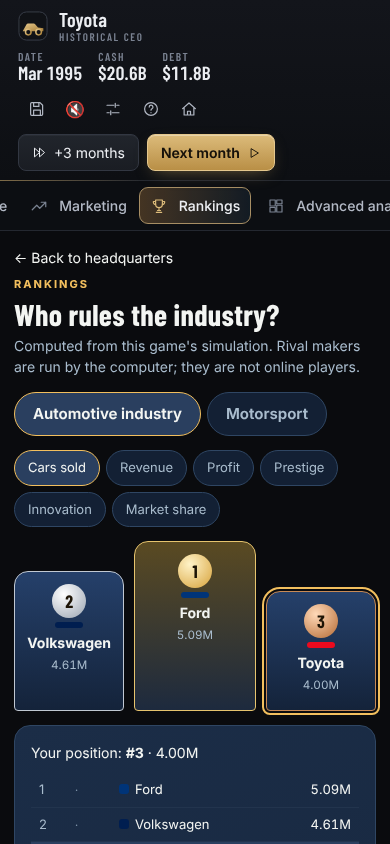 Toyota
HISTORICAL CEO
DATE CASH DEBT
Mar 1995 $20.6B $11.8B
+3 months Next month
e Marketing Rankings Advanced ana
← Back to headquarters
RANKINGS
Who rules the industry?
Computed from this game's simulation. Rival makers
are run by the computer; they are not online players.
Automotive industry Motorsport
Cars sold Revenue Profit Prestige
Innovation Market share
1
Ford
5.09M
2
Volkswagen
4.61M
3
Toyota
4.00M
Your position: #3 · 4.00M
1 · Ford 5.09M
2 · Volkswagen 4.61M